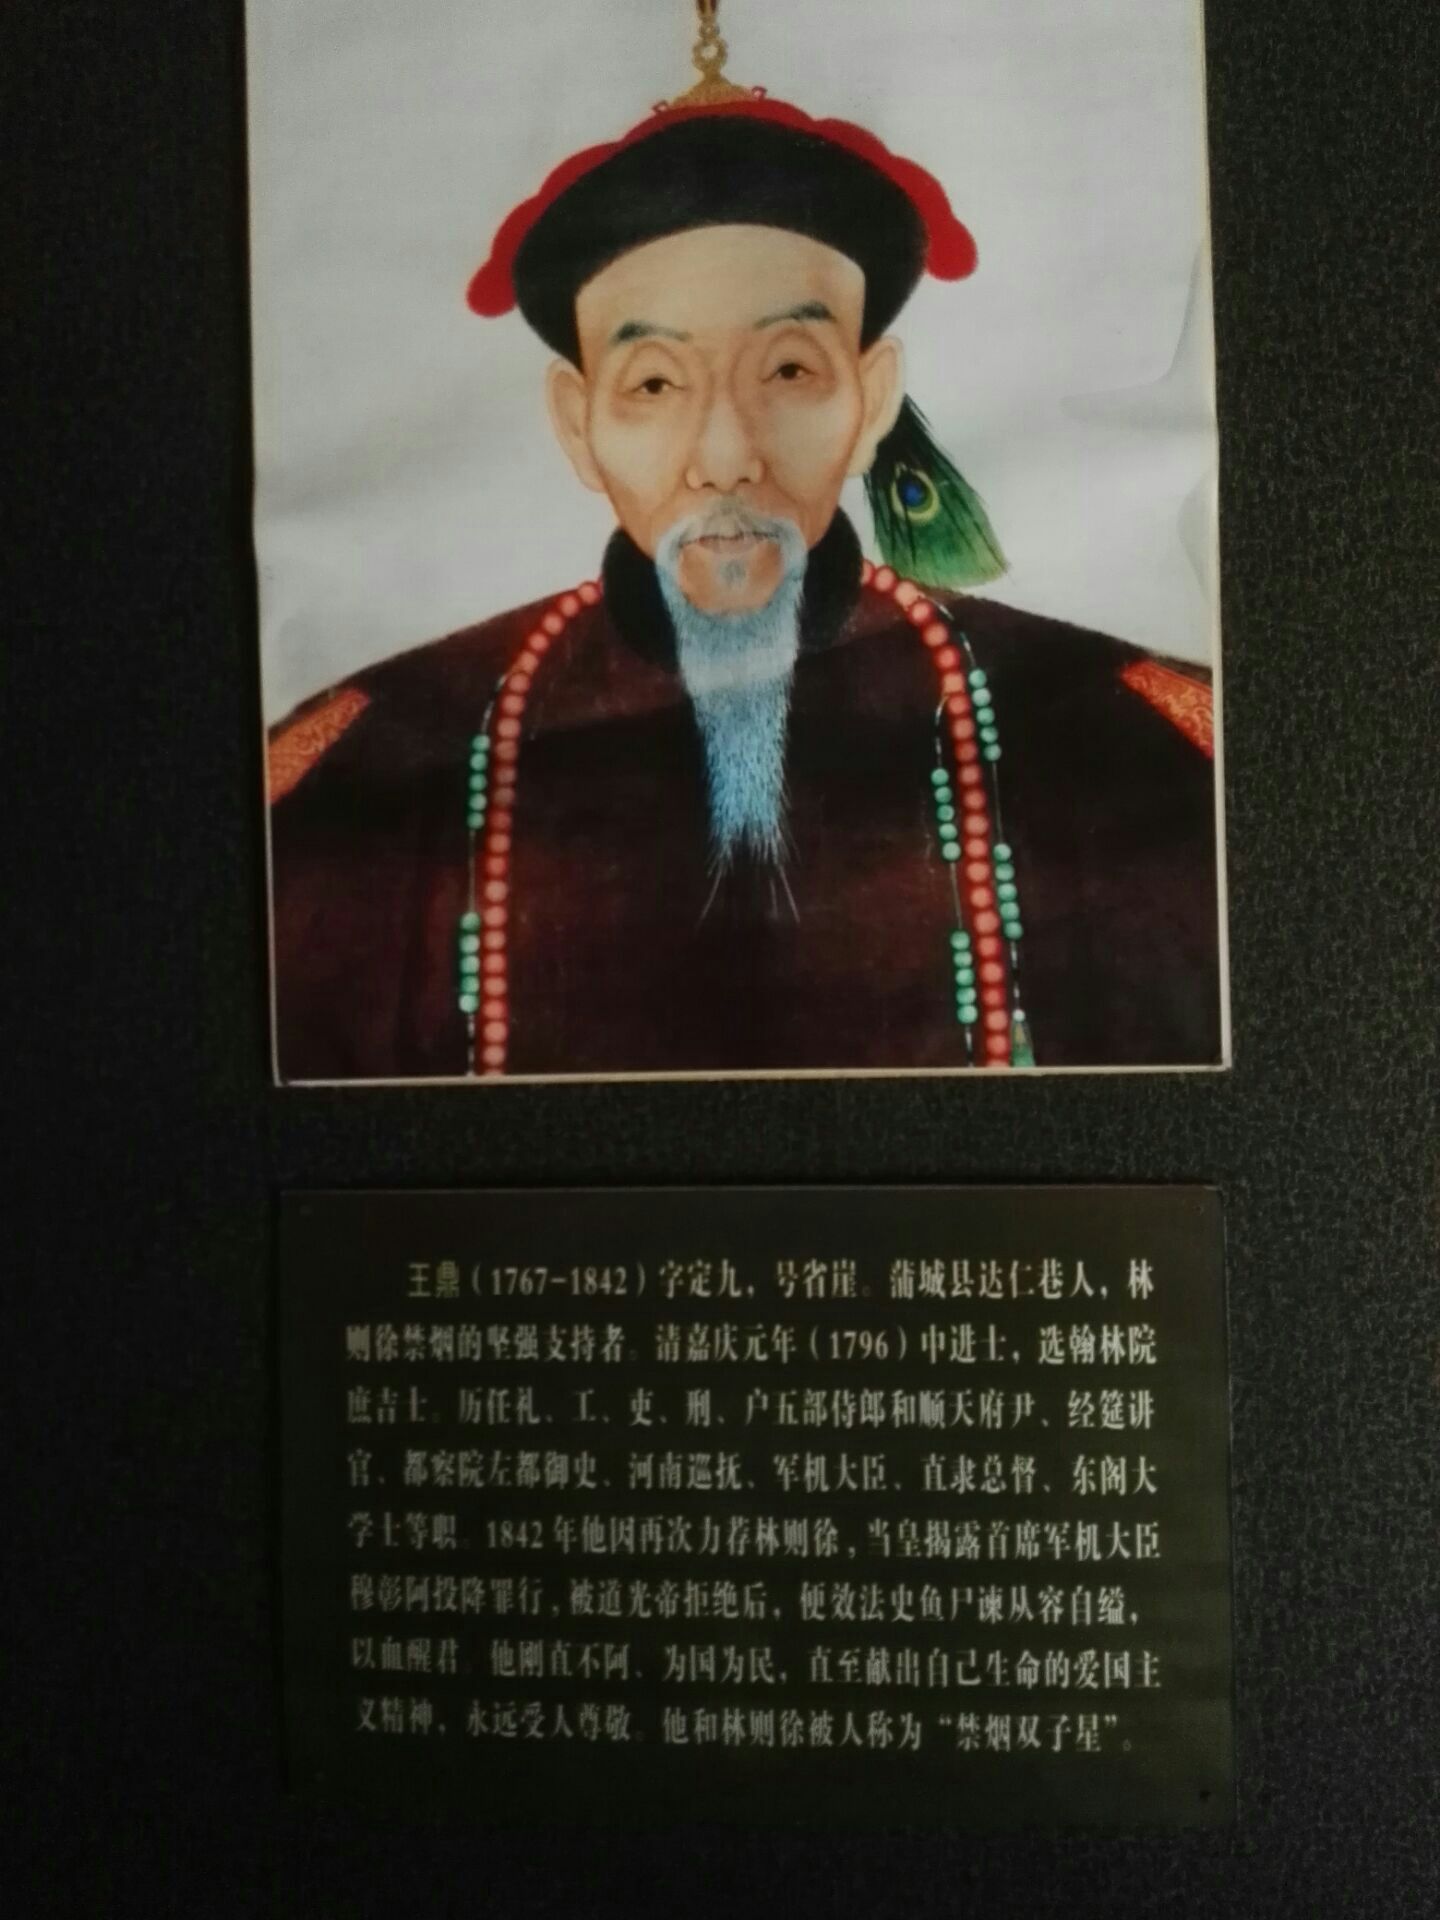 王鼎（1767-1842）字定九，号省崖。蒲城县达仁巷人，林
则徐禁烟的坚强支持者。清嘉庆元年（1796）中进士，选翰林院
庶吉士。历任礼、工、吏、刑、户五部侍郎和顺天府尹、经筵讲
官、都察院左都御史、河南巡抚、军机大臣、直隶总督、东阁大
学士等职。1842年他因再次力荐林则徐，当皇揭露首席军机大臣
穆彰阿投降罪行，被道光帝拒绝后，便效法史鱼尸谏从容自缢，
以血醒君。他刚直不阿、为国为民，直至献出自己生命的爱国主
义精神，永远受人尊敬。他和林则徐被人称为“禁烟双子星”。